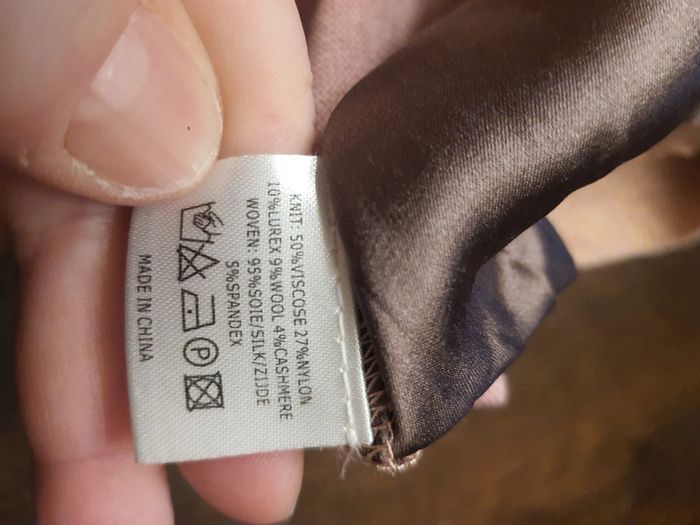 KNIT: 50%VISCOSE 27%NYLON
10%LUREX 9%WOOL 4%CASHMERE
WOVEN: 95%SOIE/SILK/ZIJDE
5%SPANDEX
P
MADE IN CHINA